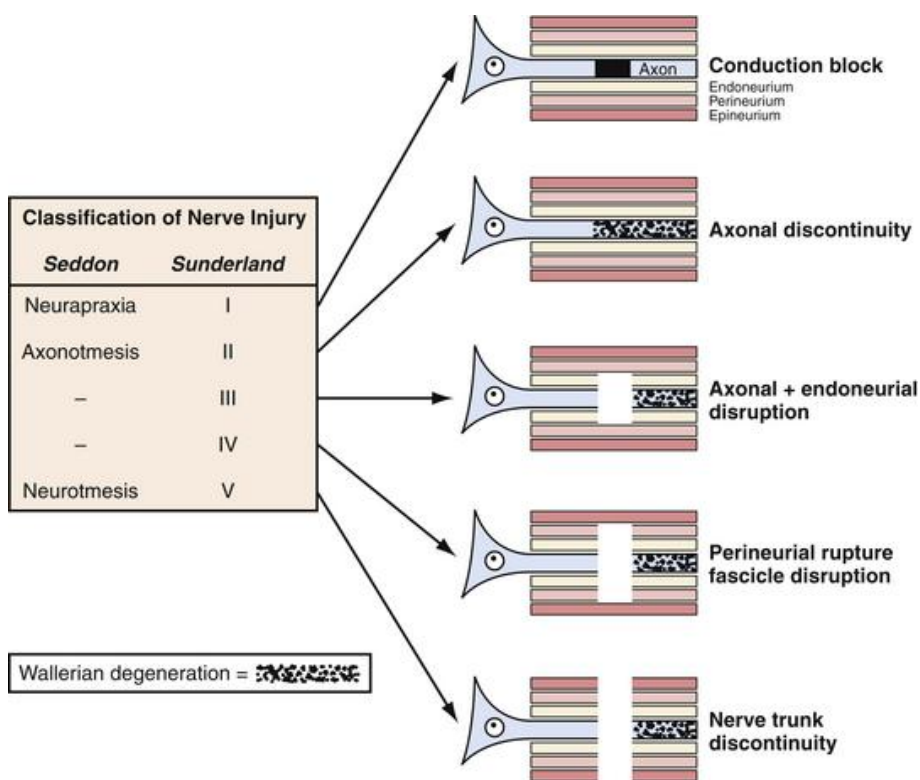 Axon
Conduction block
Endoneurium
Perineurium
Epineurium
Classification of Nerve Injury
Seddon Sunderland
Neurapraxia I
Axonotmesis II
– III
– IV
Neurotmesis V
Axonal discontinuity
Axonal + endoneurial
disruption
Perineurial rupture
fascicle disruption
Wallerian degeneration =
Nerve trunk
discontinuity